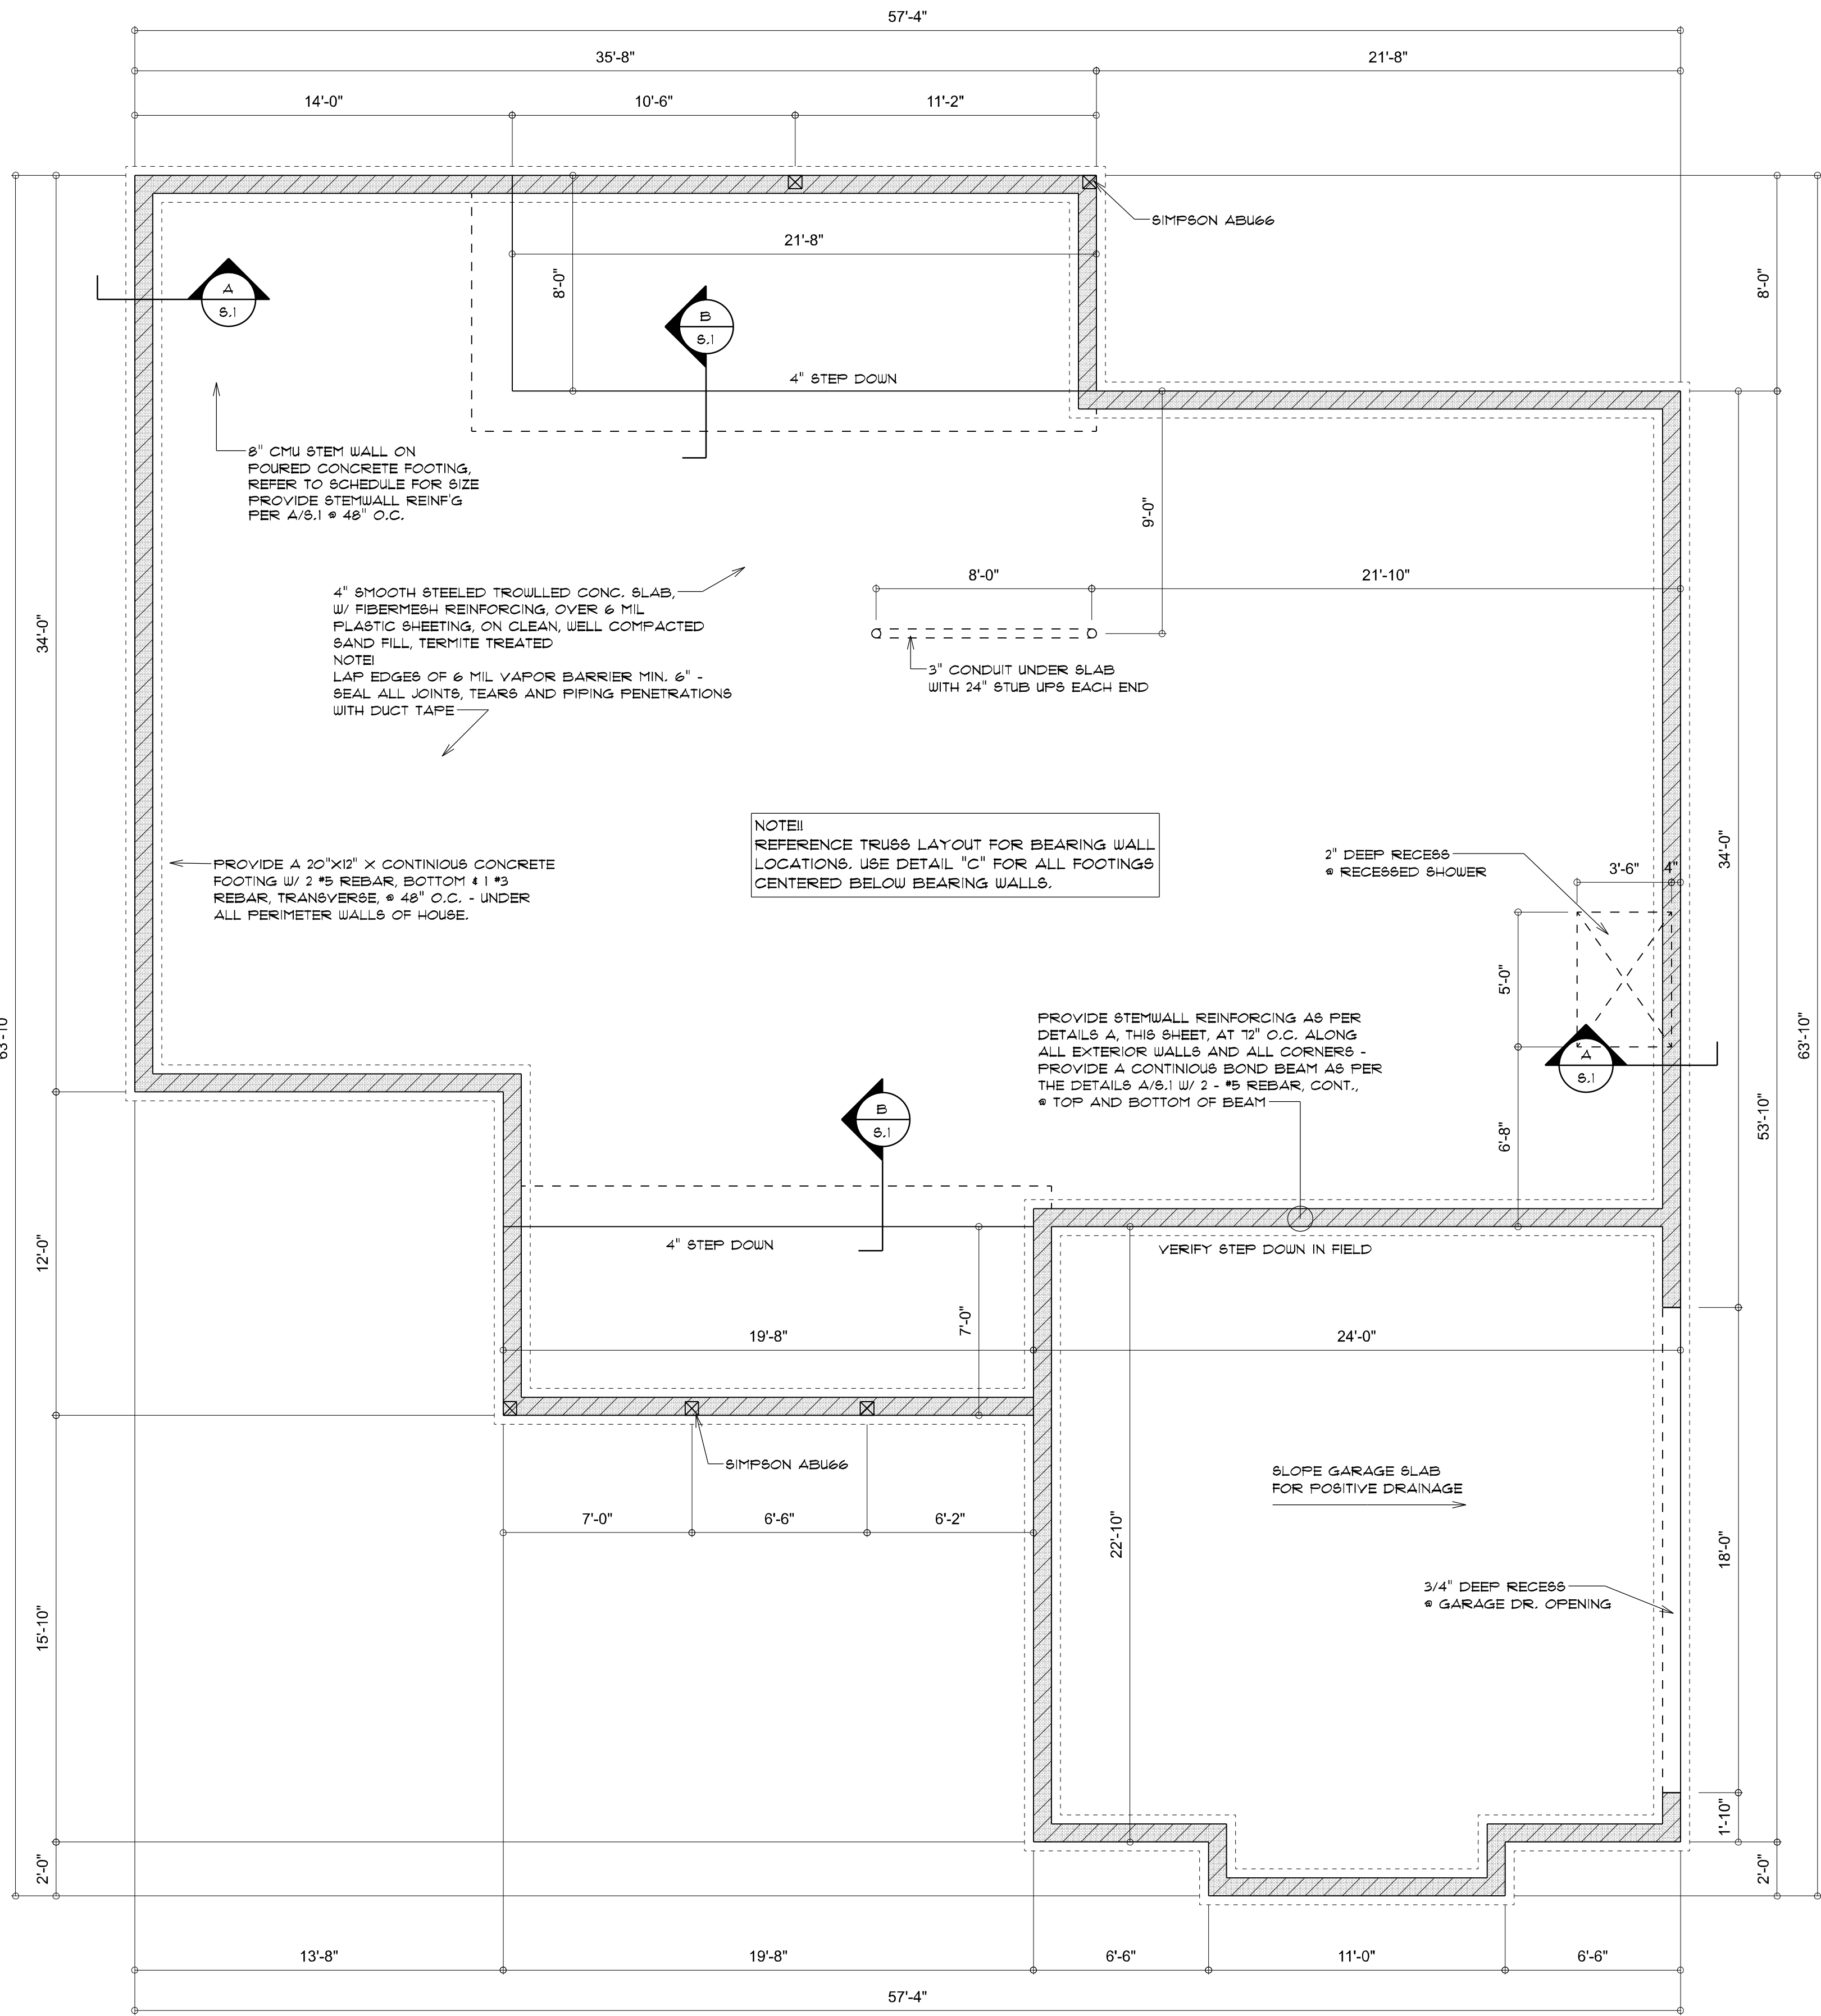 57'-4"
35'-8"
21'-8"
14'-0"
10'-6"
11'-2"
SIMPSON ABU66
21'-8"
8'-0"
8'-0"
A
S.1
B
S.1
4" STEP DOWN
8" CMU STEM WALL ON
POURED CONCRETE FOOTING,
REFER TO SCHEDULE FOR SIZE
PROVIDE STEMWALL REINF'G
PER A/S.1 @ 48" O.C.
9'-0"
8'-0"
21'-10"
4" SMOOTH STEELED TROWLLED CONC. SLAB,
W/ FIBERMESH REINFORCING, OVER 6 MIL
PLASTIC SHEETING, ON CLEAN, WELL COMPACTED
SAND FILL, TERMITE TREATED
NOTE!
LAP EDGES OF 6 MIL VAPOR BARRIER MIN. 6" -
SEAL ALL JOINTS, TEARS AND PIPING PENETRATIONS
WITH DUCT TAPE
34'-0"
3" CONDUIT UNDER SLAB
WITH 24" STUB UPS EACH END
NOTE!!
REFERENCE TRUSS LAYOUT FOR BEARING WALL
LOCATIONS. USE DETAIL "C" FOR ALL FOOTINGS
CENTERED BELOW BEARING WALLS.
2" DEEP RECESS
@ RECESSED SHOWER
3'-6"
4"
34'-0"
PROVIDE A 20"X12" X CONTINIOUS CONCRETE
FOOTING W/ 2 #5 REBAR, BOTTOM & 1 #3
REBAR, TRANSVERSE, @ 48" O.C. - UNDER
ALL PERIMETER WALLS OF HOUSE.
5'-0"
63'-10"
63'-10"
53'-10"
PROVIDE STEMWALL REINFORCING AS PER
DETAILS A, THIS SHEET, AT 72" O.C. ALONG
ALL EXTERIOR WALLS AND ALL CORNERS -
PROVIDE A CONTINIOUS BOND BEAM AS PER
THE DETAILS A/S.1 W/ 2 - #5 REBAR, CONT.,
@ TOP AND BOTTOM OF BEAM
A
S.1
B
S.1
6'-8"
12'-0"
4" STEP DOWN
VERIFY STEP DOWN IN FIELD
7'-0"
19'-8"
24'-0"
SIMPSON ABU66
SLOPE GARAGE SLAB
FOR POSITIVE DRAINAGE
7'-0"
6'-6"
6'-2"
22'-10"
18'-0"
15'-10"
3/4" DEEP RECESS
@ GARAGE DR. OPENING
1'-10"
2'-0"
2'-0"
13'-8"
19'-8"
6'-6"
11'-0"
6'-6"
57'-4"